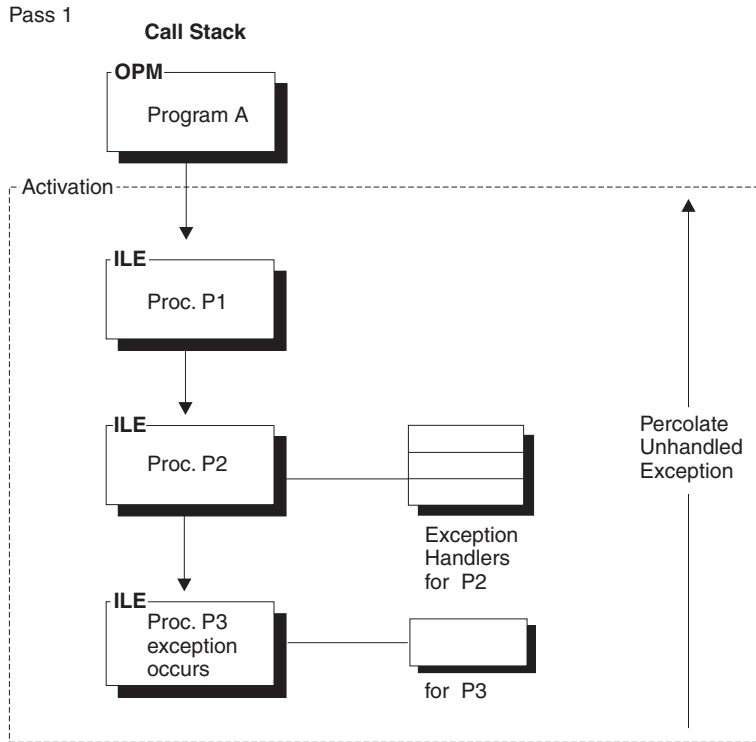 Pass 1
Call Stack
OPM
Program A
Activation
ILE
Proc. P1
ILE
Proc. P2
Exception
Handlers
for P2
Percolate
Unhandled
Exception
ILE
Proc. P3
exception
occurs
for P3